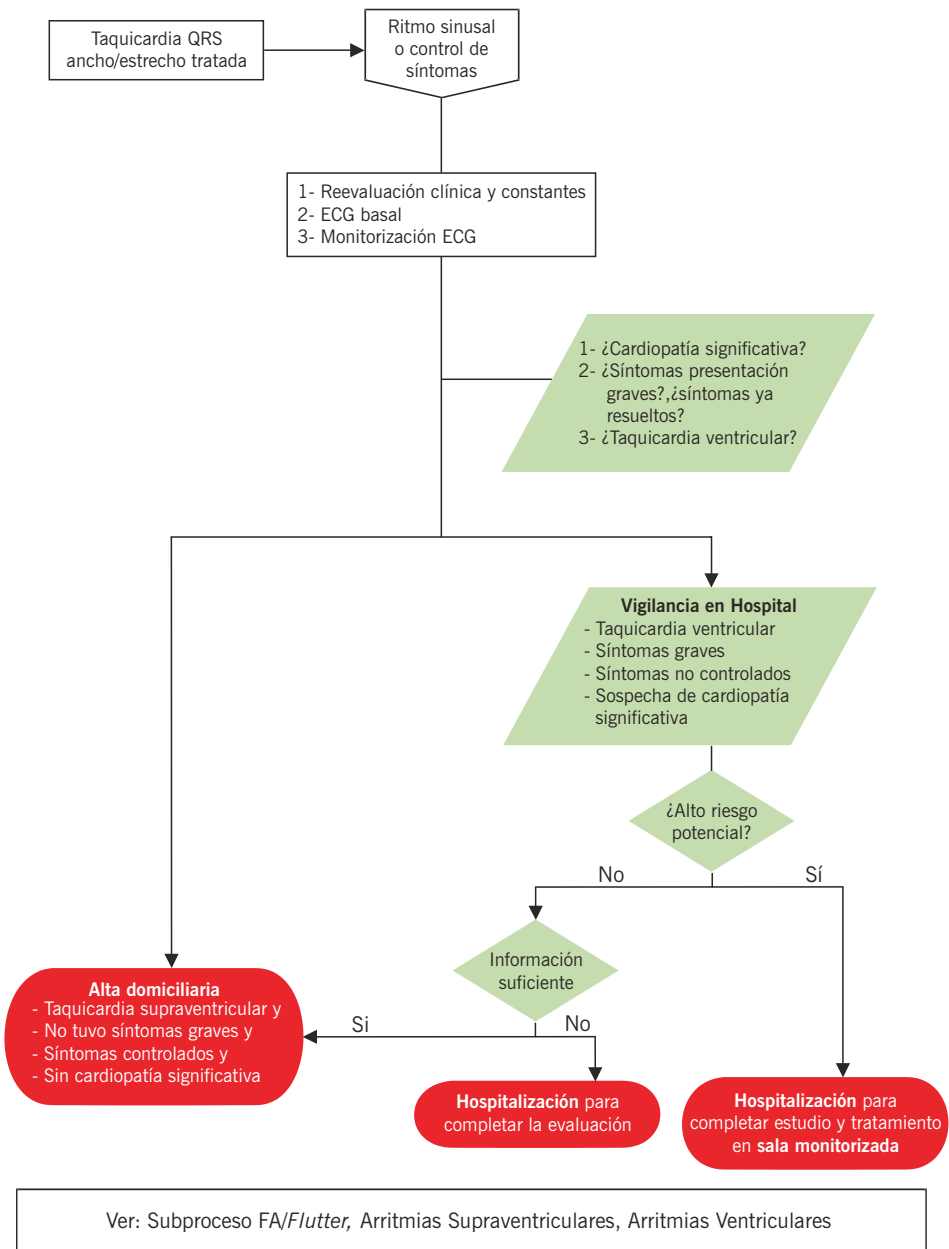 Taquicardia QRS
ancho/estrecho tratada
Ritmo sinusal
o control de
síntomas
1- Reevaluación clínica y constantes
2- ECG basal
3- Monitorización ECG
1- ¿Cardiopatía significativa?
2- ¿Síntomas presentación
graves?,¿síntomas ya
resueltos?
3- ¿Taquicardia ventricular?
Vigilancia en Hospital
- Taquicardia ventricular
- Síntomas graves
- Síntomas no controlados
- Sospecha de cardiopatía
significativa
¿Alto riesgo
potencial?
No
Sí
Información
suficiente
Si
No
Alta domiciliaria
- Taquicardia supraventricular y
- No tuvo síntomas graves y
- Síntomas controlados y
- Sin cardiopatía significativa
Hospitalización para
completar la evaluación
Hospitalización para
completar estudio y tratamiento
en sala monitorizada
Ver: Subproceso FA/Flutter, Arritmias Supraventriculares, Arritmias Ventriculares